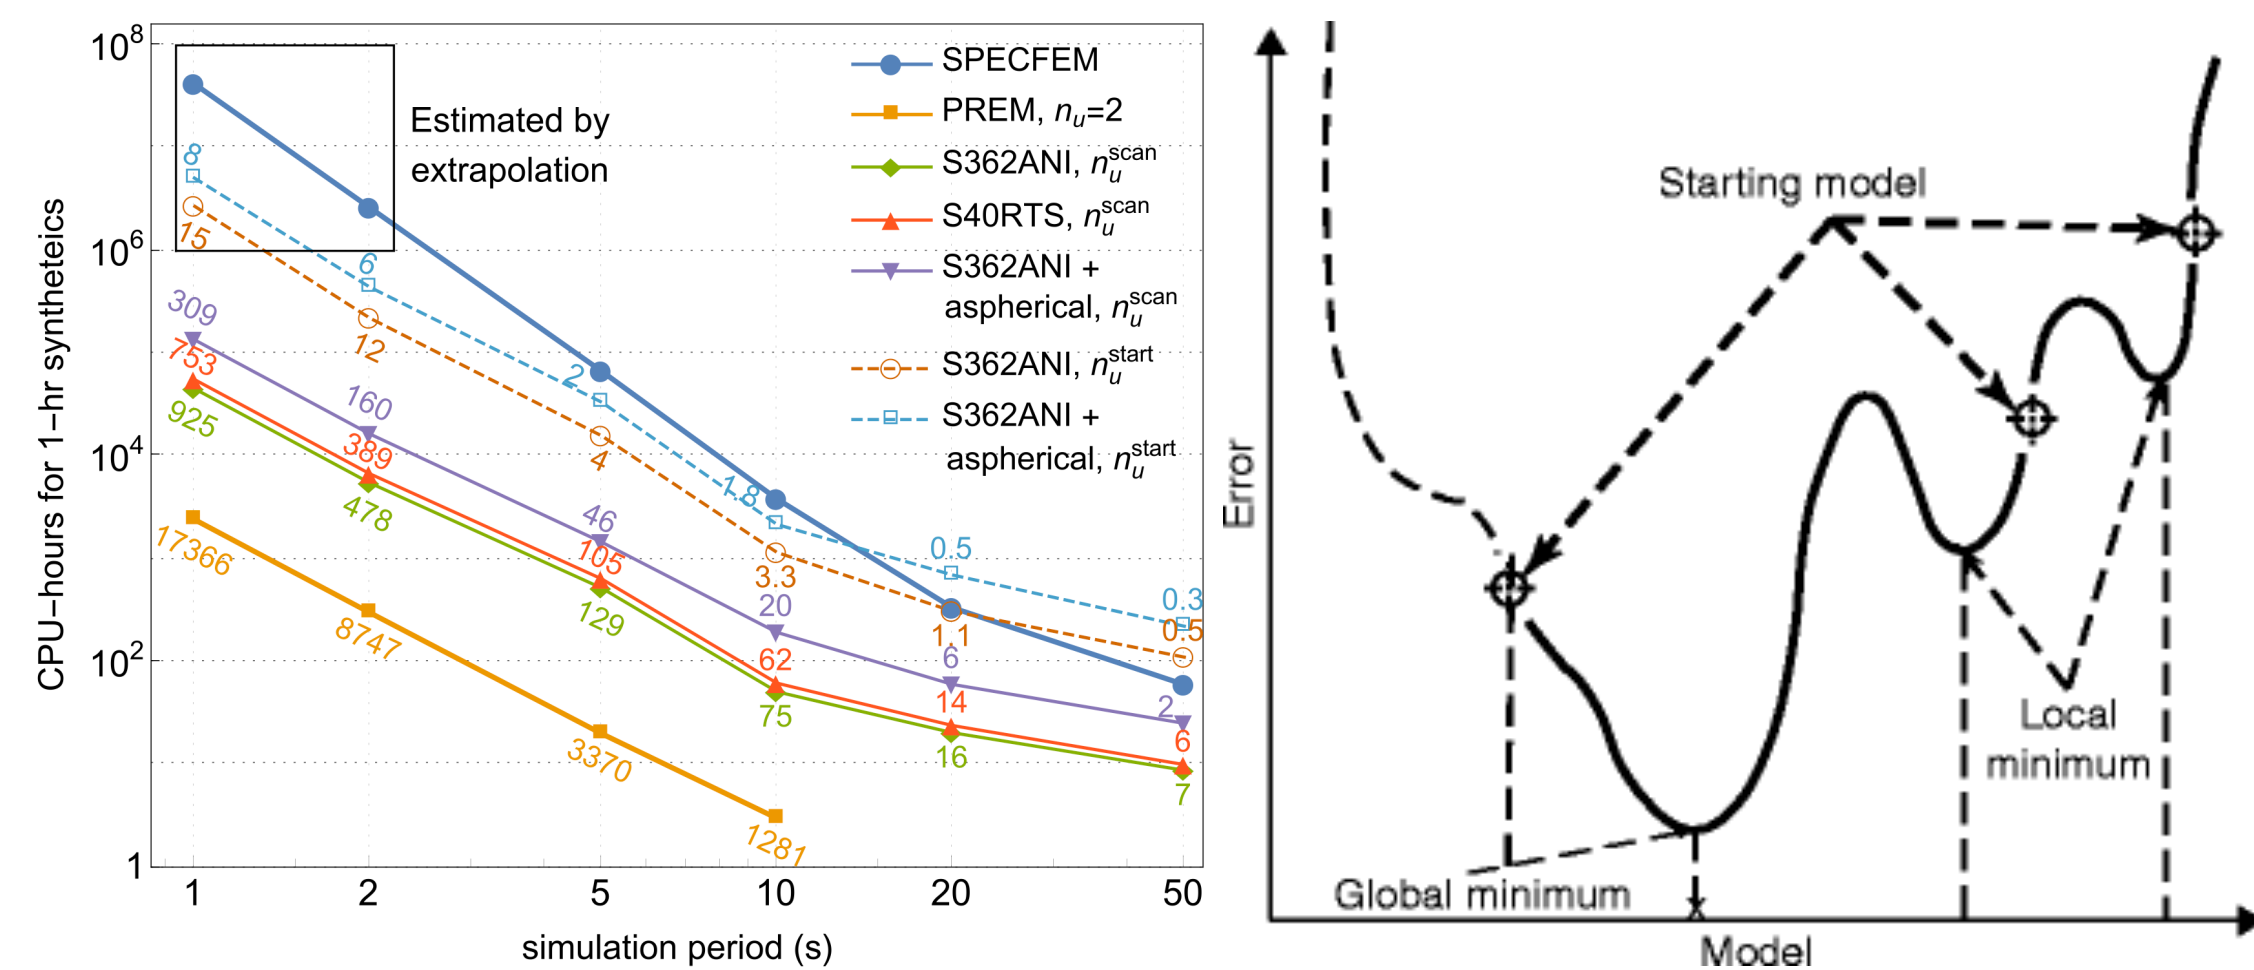 CPU−hours for 1−hr syntheteics
10^8
10^6
10^4
10^2
1
1
2
5
10
20
50
simulation period (s)
Estimated by
extrapolation
SPECFEM
PREM, n_u=2
S362ANI, n_u^scan
S40RTS, n_u^scan
S362ANI +
aspherical, n_u^scan
S362ANI, n_u^start
S362ANI +
aspherical, n_u^start
8
6
2
1.8
0.5
0.3
15
12
4
3.3
1.1
0.5
309
160
46
20
6
2
753
389
105
62
14
6
925
478
129
75
16
7
17366
8747
3370
1281
Error
Starting model
Local
minimum
Global minimum
x
Model